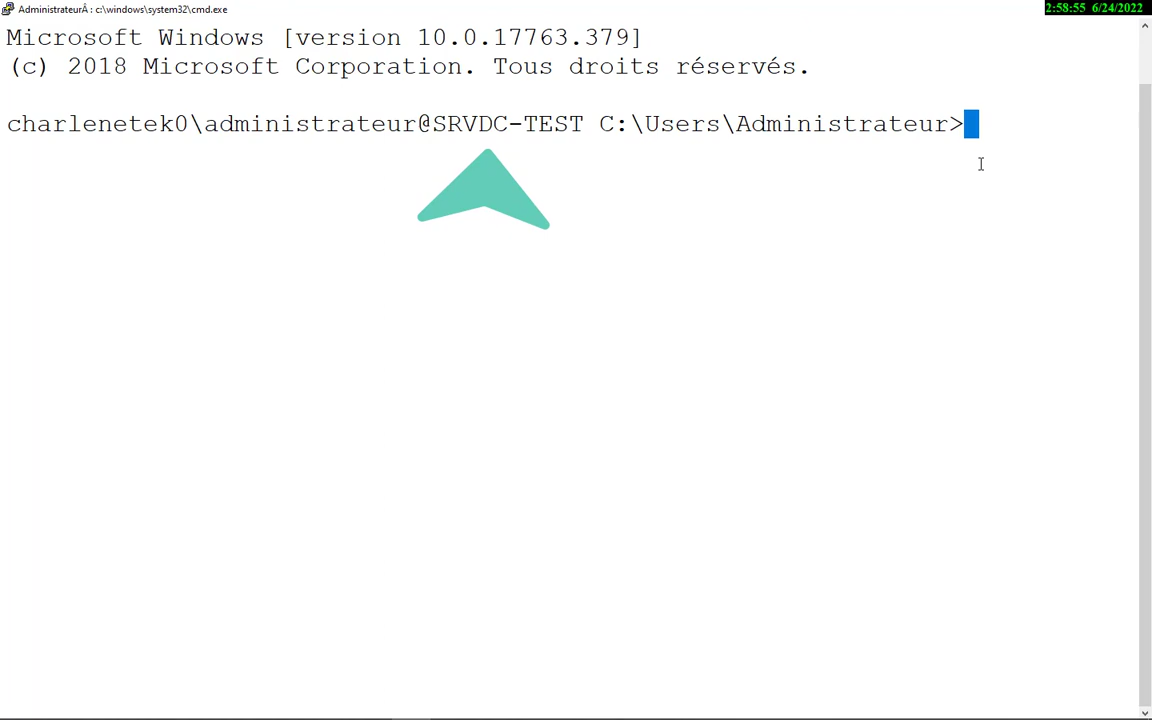 AdministrateurÂ : c:\windows\system32\cmd.exe
2:58:55 6/24/2022
Microsoft Windows [version 10.0.17763.379]
(c) 2018 Microsoft Corporation. Tous droits réservés.
charlenetek0\administrateur@SRVDC-TEST C:\Users\Administrateur>